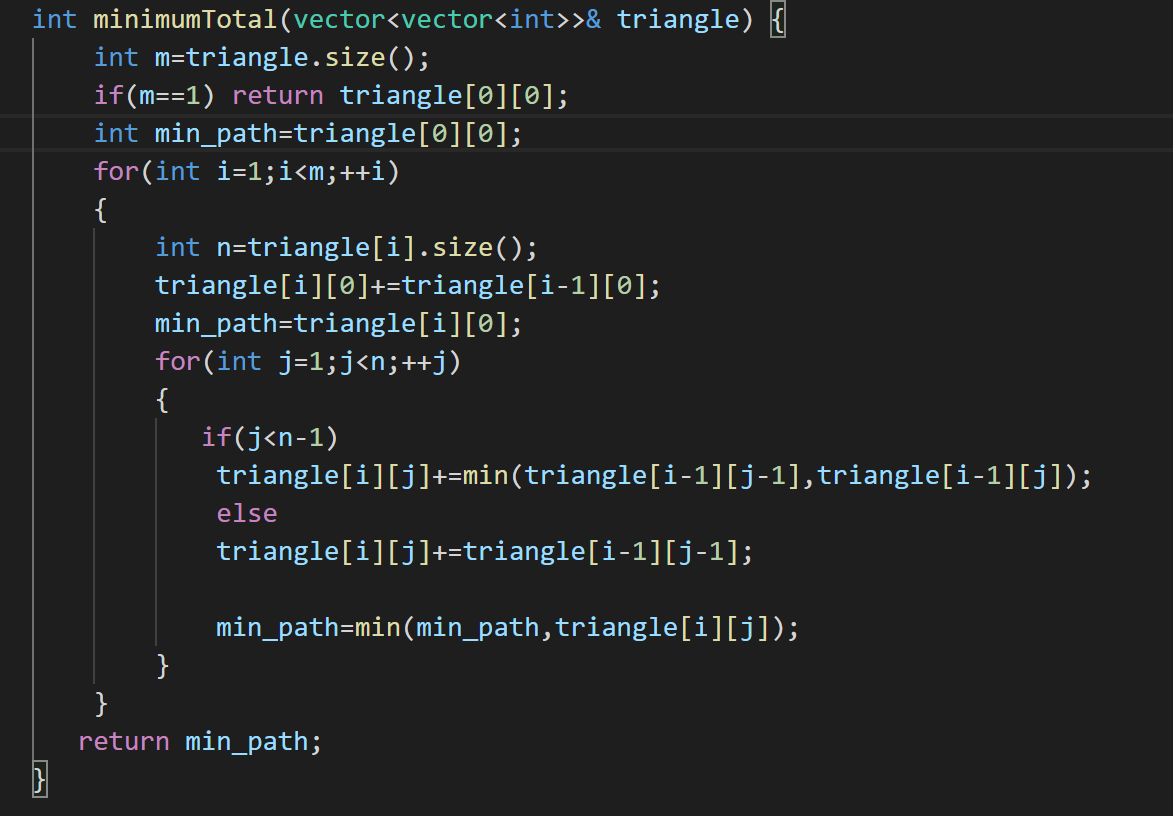 int minimumTotal(vector<vector<int>>& triangle) {
    int m=triangle.size();
    if(m==1) return triangle[0][0];
    int min_path=triangle[0][0];
    for(int i=1;i<m;++i)
    {
        int n=triangle[i].size();
        triangle[i][0]+=triangle[i-1][0];
        min_path=triangle[i][0];
        for(int j=1;j<n;++j)
        {
           if(j<n-1)
            triangle[i][j]+=min(triangle[i-1][j-1],triangle[i-1][j]);
            else
            triangle[i][j]+=triangle[i-1][j-1];

            min_path=min(min_path,triangle[i][j]);
        }
    }
   return min_path;
}